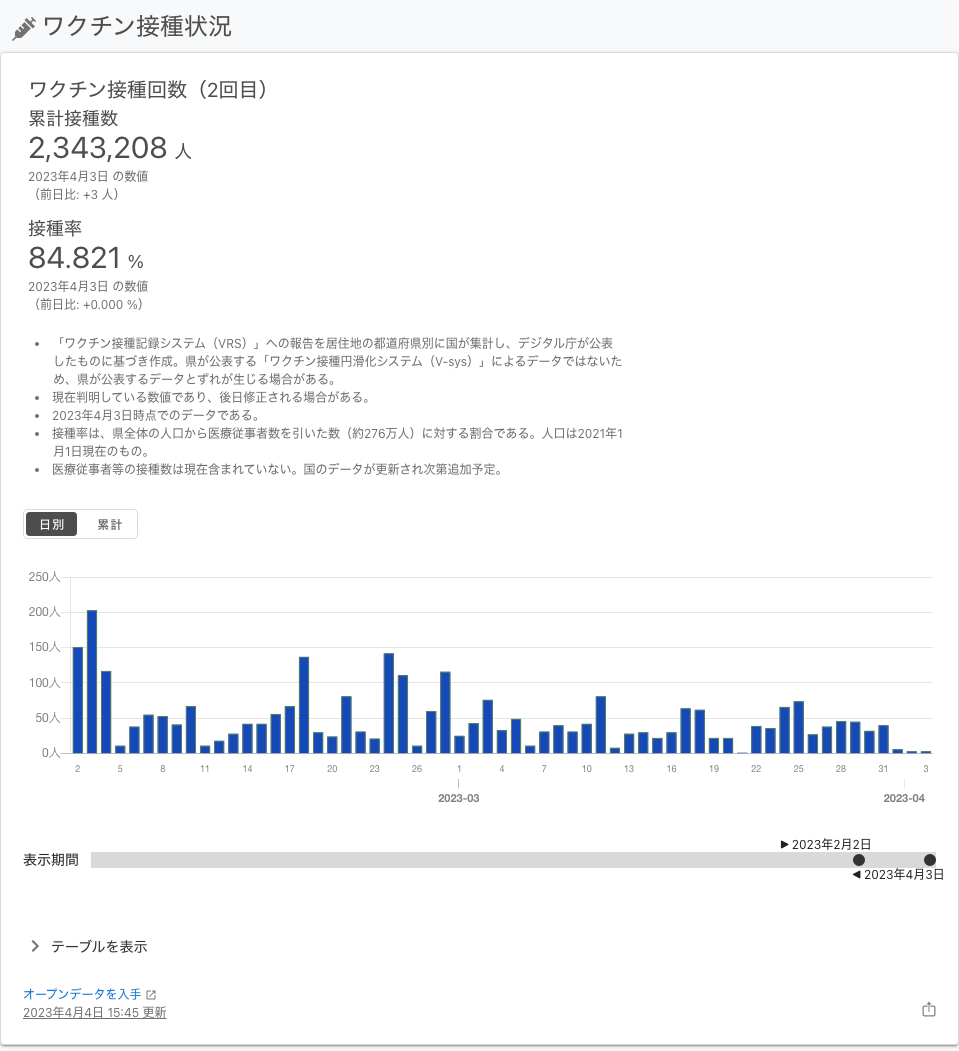 ワクチン接種状況
ワクチン接種回数（2回目）
累計接種数
2,343,208 人
2023年4月3日 の数値
（前日比: +3 人）
接種率
84.821 %
2023年4月3日 の数値
（前日比: +0.000 %）
• 「ワクチン接種記録システム（VRS）」への報告を居住地の都道府県別に国が集計し、デジタル庁が公表
したものに基づき作成。県が公表する「ワクチン接種円滑化システム（V-sys）」によるデータではないた
め、県が公表するデータとずれが生じる場合がある。
• 現在判明している数値であり、後日修正される場合がある。
• 2023年4月3日時点でのデータである。
• 接種率は、県全体の人口から医療従事者数を引いた数（約276万人）に対する割合である。人口は2021年1
月1日現在のもの。
• 医療従事者等の接種数は現在含まれていない。国のデータが更新され次第追加予定。
日別 累計
250人
200人
150人
100人
50人
0人
2 5 8 11 14 17 20 23 26 1 4 7 10 13 16 19 22 25 28 31 3
2023-03 2023-04
▶ 2023年2月2日
表示期間
◀ 2023年4月3日
テーブルを表示
オープンデータを入手
2023年4月4日 15:45 更新